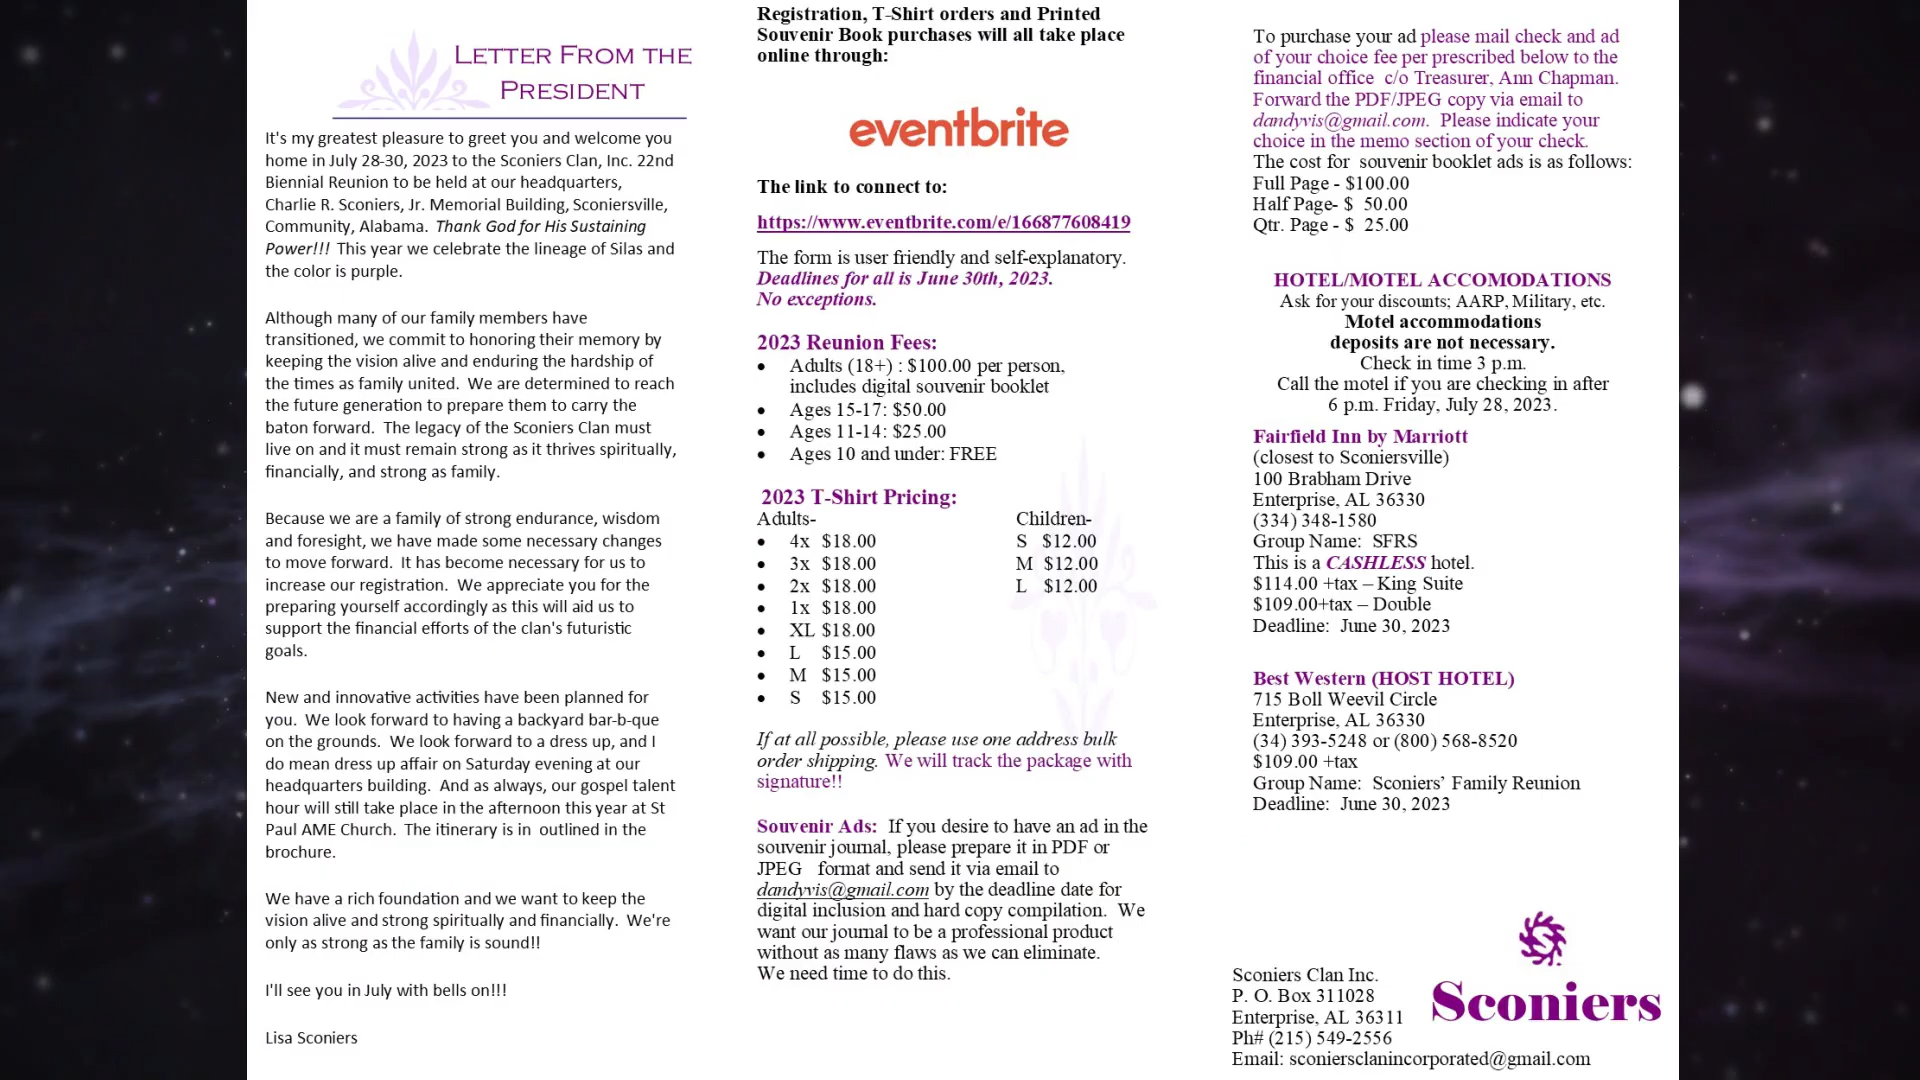 LETTER FROM THE
PRESIDENT
It's my greatest pleasure to greet you and welcome you
home in July 28-30, 2023 to the Sconiers Clan, Inc. 22nd
Biennial Reunion to be held at our headquarters,
Charlie R. Sconiers, Jr. Memorial Building, Sconiersville,
Community, Alabama.  Thank God for His Sustaining
Power!!!  This year we celebrate the lineage of Silas and
the color is purple.
Although many of our family members have
transitioned, we commit to honoring their memory by
keeping the vision alive and enduring the hardship of
the times as family united.  We are determined to reach
the future generation to prepare them to carry the
baton forward.  The legacy of the Sconiers Clan must
live on and it must remain strong as it thrives spiritually,
financially, and strong as family.
Because we are a family of strong endurance, wisdom
and foresight, we have made some necessary changes
to move forward.  It has become necessary for us to
increase our registration.  We appreciate you for the
preparing yourself accordingly as this will aid us to
support the financial efforts of the clan's futuristic
goals.
New and innovative activities have been planned for
you.  We look forward to having a backyard bar-b-que
on the grounds.  We look forward to a dress up, and I
do mean dress up affair on Saturday evening at our
headquarters building.  And as always, our gospel talent
hour will still take place in the afternoon this year at St
Paul AME Church.  The itinerary is in  outlined in the
brochure.
We have a rich foundation and we want to keep the
vision alive and strong spiritually and financially.  We're
only as strong as the family is sound!!
I'll see you in July with bells on!!!
Lisa Sconiers
Registration, T-Shirt orders and Printed
Souvenir Book purchases will all take place
online through:
eventbrite
The link to connect to:
https://www.eventbrite.com/e/166877608419
The form is user friendly and self-explanatory.
Deadlines for all is June 30th, 2023.
No exceptions.
2023 Reunion Fees:
• Adults (18+) : $100.00 per person,
includes digital souvenir booklet
• Ages 15-17: $50.00
• Ages 11-14: $25.00
• Ages 10 and under: FREE
2023 T-Shirt Pricing:
Adults- Children-
• 4x $18.00 S $12.00
• 3x $18.00 M $12.00
• 2x $18.00 L $12.00
• 1x $18.00
• XL $18.00
• L $15.00
• M $15.00
• S $15.00
If at all possible, please use one address bulk
order shipping. We will track the package with
signature!!
Souvenir Ads:  If you desire to have an ad in the
souvenir journal, please prepare it in PDF or
JPEG   format and send it via email to
dandyvis@gmail.com by the deadline date for
digital inclusion and hard copy compilation.  We
want our journal to be a professional product
without as many flaws as we can eliminate.
We need time to do this.
To purchase your ad please mail check and ad
of your choice fee per prescribed below to the
financial office  c/o Treasurer, Ann Chapman.
Forward the PDF/JPEG copy via email to
dandyvis@gmail.com.  Please indicate your
choice in the memo section of your check.
The cost for  souvenir booklet ads is as follows:
Full Page - $100.00
Half Page- $  50.00
Qtr. Page - $  25.00
HOTEL/MOTEL ACCOMODATIONS
Ask for your discounts; AARP, Military, etc.
Motel accommodations
deposits are not necessary.
Check in time 3 p.m.
Call the motel if you are checking in after
6 p.m. Friday, July 28, 2023.
Fairfield Inn by Marriott
(closest to Sconiersville)
100 Brabham Drive
Enterprise, AL 36330
(334) 348-1580
Group Name:  SFRS
This is a CASHLESS hotel.
$114.00 +tax – King Suite
$109.00+tax – Double
Deadline:  June 30, 2023
Best Western (HOST HOTEL)
715 Boll Weevil Circle
Enterprise, AL 36330
(34) 393-5248 or (800) 568-8520
$109.00 +tax
Group Name:  Sconiers’ Family Reunion
Deadline:  June 30, 2023
Sconiers Clan Inc.
P. O. Box 311028
Enterprise, AL 36311
Ph# (215) 549-2556
Email: sconiersclanincorporated@gmail.com
Sconiers